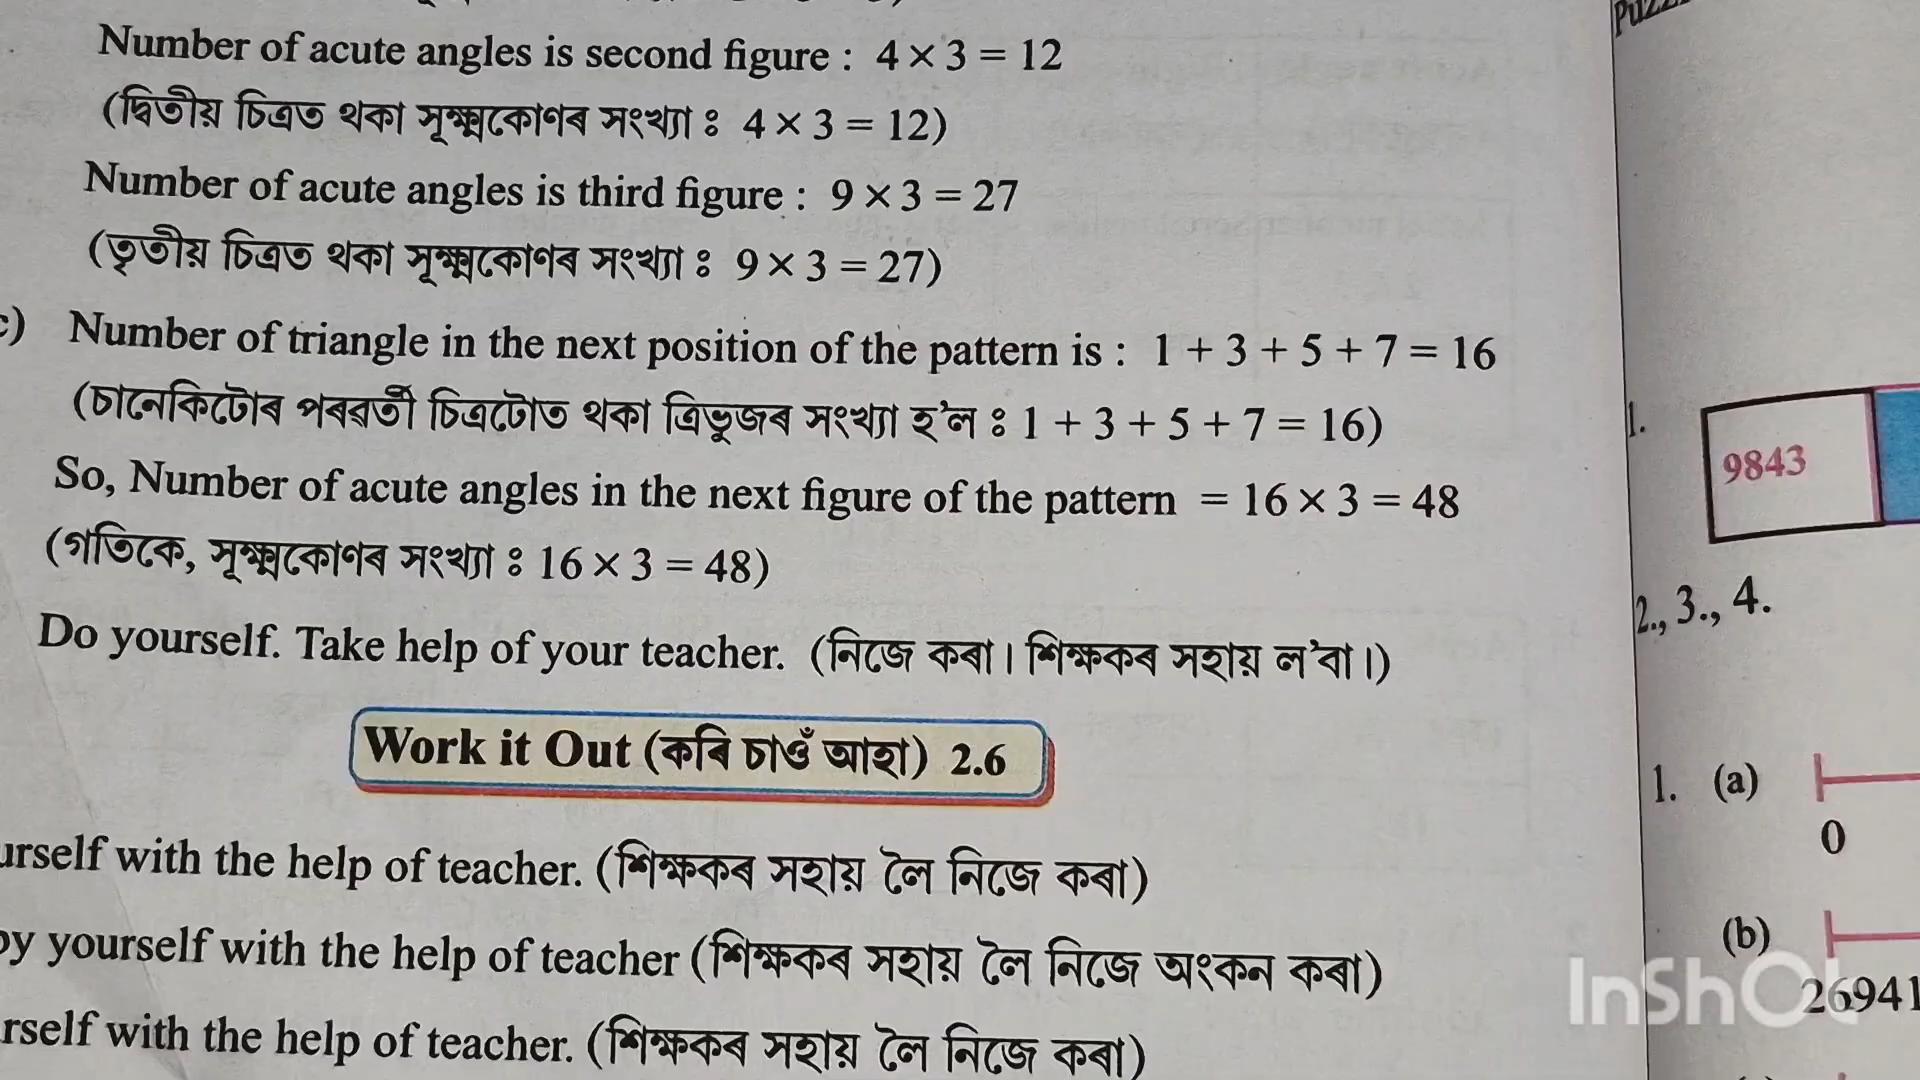 Number of acute angles is second figure : 4 × 3 = 12
(দ্বিতীয় চিত্ৰত থকা সূক্ষ্মকোণৰ সংখ্যা ঃ 4 × 3 = 12)
Number of acute angles is third figure : 9 × 3 = 27
(তৃতীয় চিত্ৰত থকা সূক্ষ্মকোণৰ সংখ্যা ঃ 9 × 3 = 27)
c) Number of triangle in the next position of the pattern is : 1 + 3 + 5 + 7 = 16
(চানেকিটোৰ পৰৱৰ্তী চিত্ৰটোত থকা ত্ৰিভূজৰ সংখ্যা হ'ল ঃ 1 + 3 + 5 + 7 = 16)
So, Number of acute angles in the next figure of the pattern = 16 × 3 = 48
(গতিকে, সূক্ষ্মকোণৰ সংখ্যা ঃ 16 × 3 = 48)
Do yourself. Take help of your teacher. (নিজে কৰা। শিক্ষকৰ সহায় ল'বা।)
Work it Out (কৰি চাওঁ আহা) 2.6
urself with the help of teacher. (শিক্ষকৰ সহায় লৈ নিজে কৰা)
by yourself with the help of teacher (শিক্ষকৰ সহায় লৈ নিজে অংকন কৰা)
rself with the help of teacher. (শিক্ষকৰ সহায় লৈ নিজে কৰা)
1.
9843
2., 3., 4.
1. (a)
0
(b)
26941
InShOt